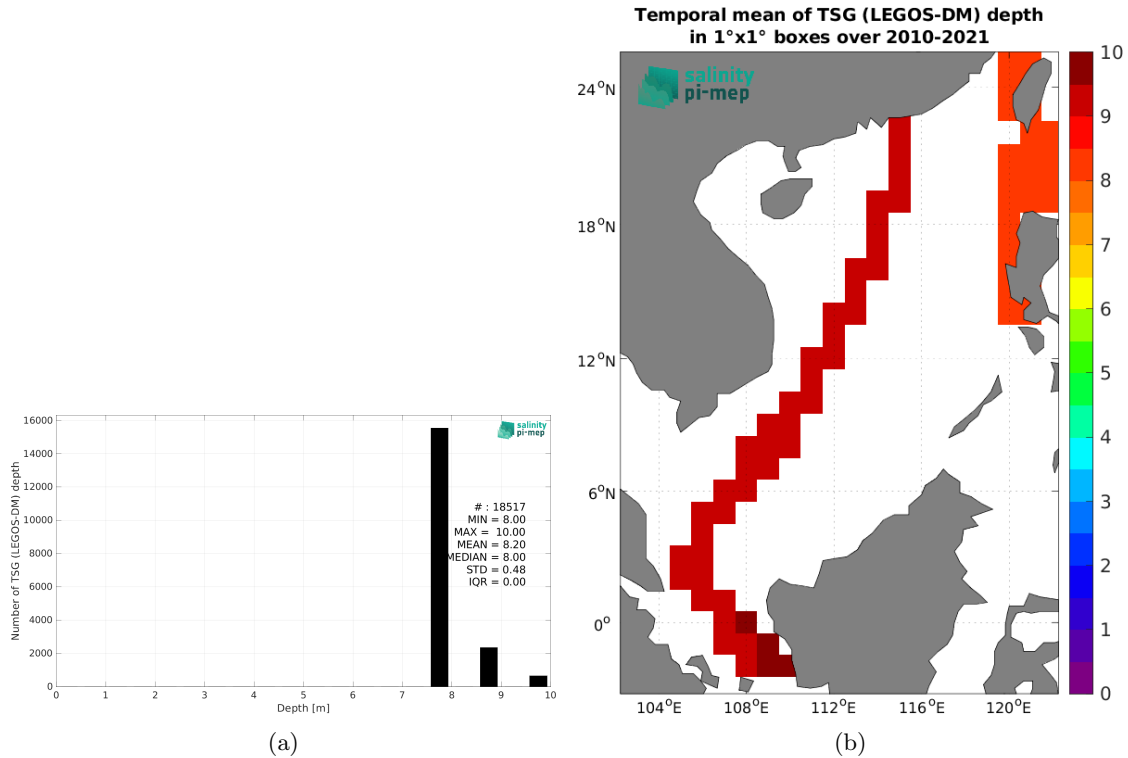 Temporal mean of TSG (LEGOS-DM) depth
in 1°x1° boxes over 2010-2021
salinity
pi-mep
24°N
18°N
12°N
6°N
0°
104°E
108°E
112°E
116°E
120°E
10
9
8
7
6
5
4
3
2
1
0
16000
14000
12000
10000
8000
6000
4000
2000
0
Number of TSG (LEGOS-DM) depth
salinity
pi-mep
# : 18517
MIN = 8.00
MAX = 10.00
MEAN = 8.20
MEDIAN = 8.00
STD = 0.48
IQR = 0.00
0 1 2 3 4 5 6 7 8 9 10
Depth [m]
(a)
(b)